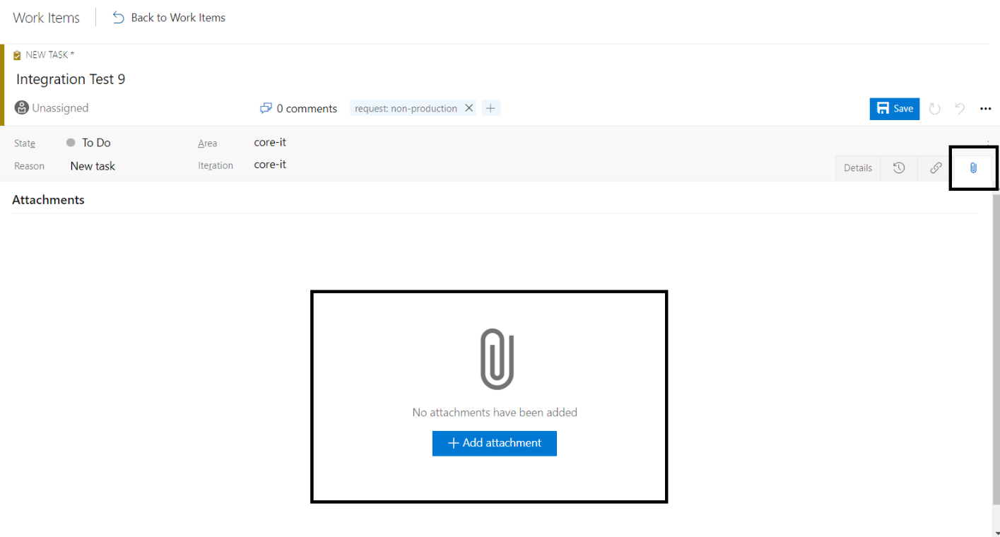 Work Items Back to Work Items
NEW TASK *
Integration Test 9
Unassigned 0 comments request: non-production Save
State To Do Area core-it
Reason New task Iteration core-it Details
Attachments
No attachments have been added
Add attachment